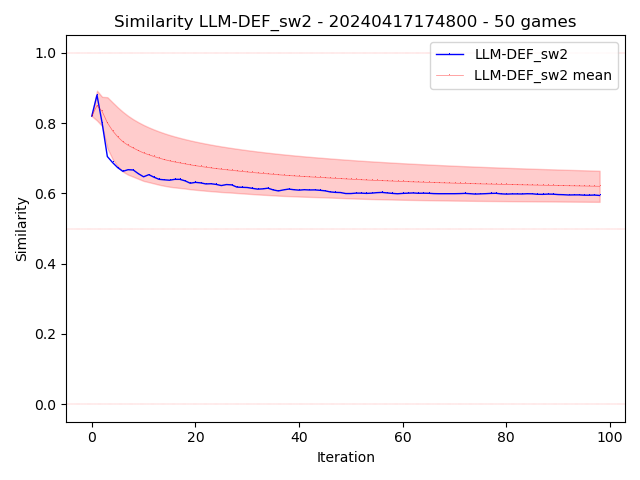 Similarity LLM-DEF_sw2 - 20240417174800 - 50 games
LLM-DEF_sw2
LLM-DEF_sw2 mean
1.0
0.8
0.6
0.4
0.2
0.0
Similarity
0 20 40 60 80 100
Iteration